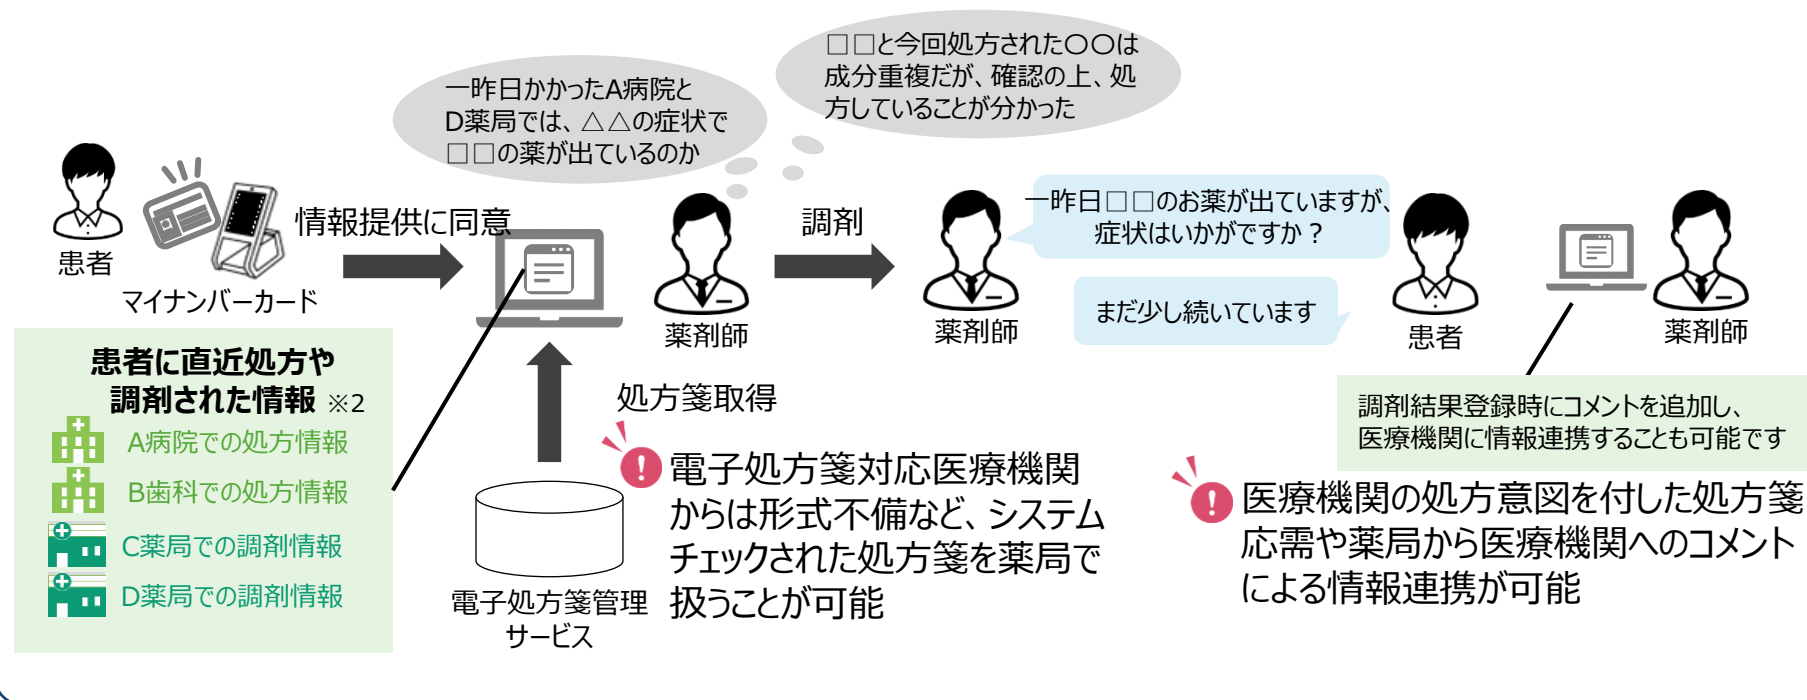 一昨日かかったA病院と
D薬局では、△△の症状で
□□の薬が出ているのか
□□と今回処方された〇〇は
成分重複だが、確認の上、処
方していることが分かった
患者
マイナンバーカード
情報提供に同意
薬剤師
調剤
薬剤師
一昨日□□のお薬が出ていますが、
症状はいかがですか？
まだ少し続いています
患者
薬剤師
患者に直近処方や
調剤された情報 ※2
A病院での処方情報
B歯科での処方情報
C薬局での調剤情報
D薬局での調剤情報
処方箋取得
電子処方箋管理
サービス
電子処方箋対応医療機関
からは形式不備など、システム
チェックされた処方箋を薬局で
扱うことが可能
調剤結果登録時にコメントを追加し、
医療機関に情報連携することも可能です
医療機関の処方意図を付した処方箋
応需や薬局から医療機関へのコメント
による情報連携が可能